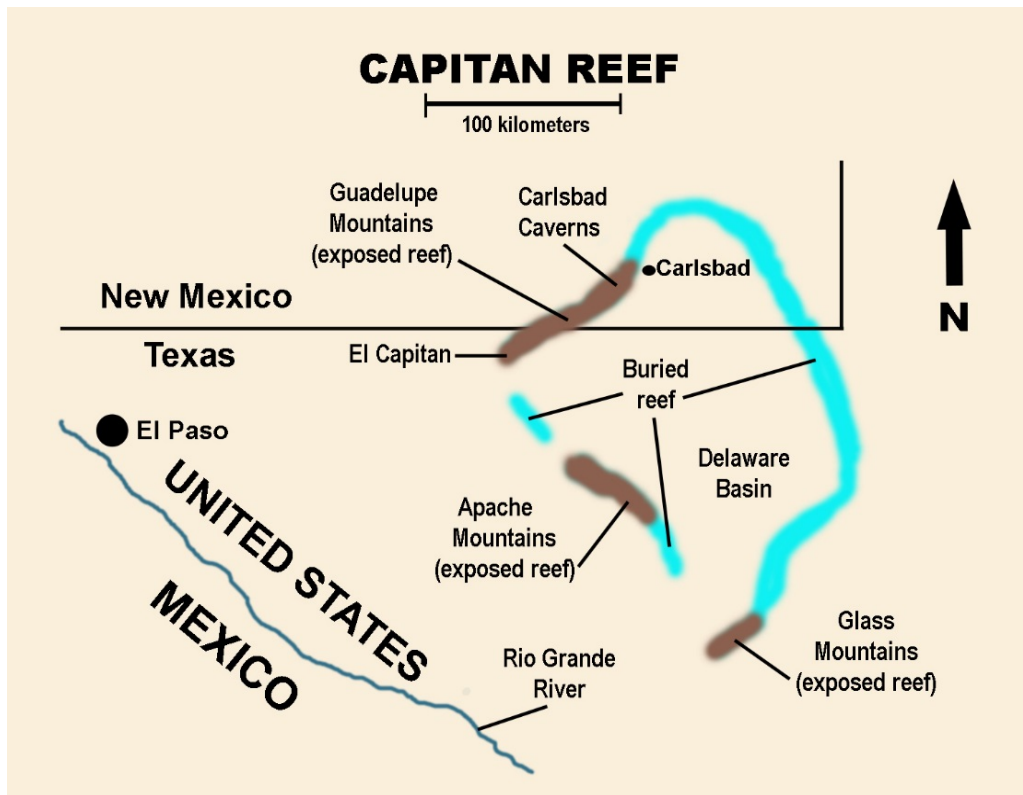 CAPITAN REEF
100 kilometers
Guadelupe
Mountains
(exposed reef)
Carlsbad
Caverns
Carlsbad
New Mexico
N
Texas
El Capitan
Buried
reef
El Paso
Delaware
Basin
UNITED STATES
Apache
Mountains
(exposed reef)
MEXICO
Glass
Mountains
(exposed reef)
Rio Grande
River